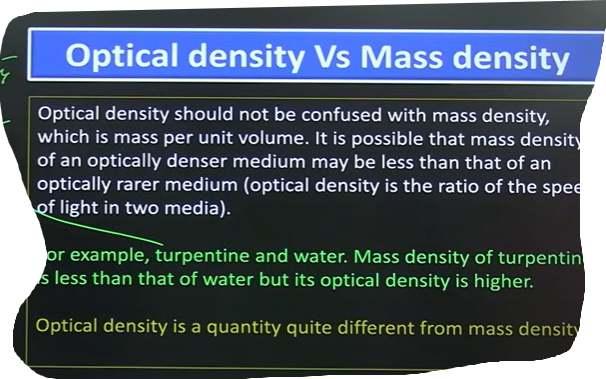 Optical density Vs Mass density
Optical density should not be confused with mass density,
which is mass per unit volume. It is possible that mass density
of an optically denser medium may be less than that of an
optically rarer medium (optical density is the ratio of the spee
of light in two media).
or example, turpentine and water. Mass density of turpentin
s less than that of water but its optical density is higher.
Optical density is a quantity quite different from mass density